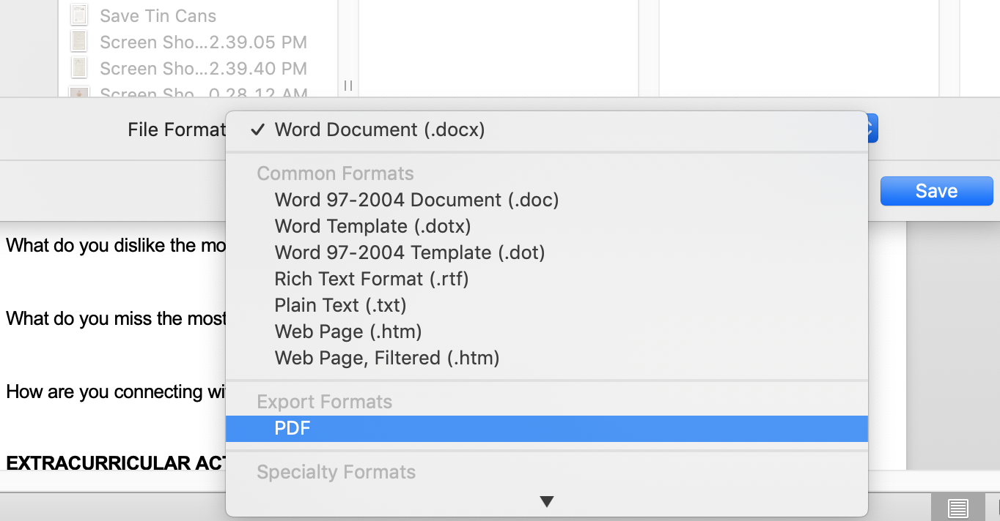 Save Tin Cans
Screen Sho...2.39.05 PM
Screen Sho...2.39.40 PM
Screen Sho...0.28.12 AM
File Format
✓ Word Document (.docx)
Common Formats
Word 97-2004 Document (.doc)
Word Template (.dotx)
Word 97-2004 Template (.dot)
Rich Text Format (.rtf)
Plain Text (.txt)
Web Page (.htm)
Web Page, Filtered (.htm)
Export Formats
PDF
Specialty Formats
Save
What do you dislike the mo
What do you miss the most
How are you connecting wi
EXTRACURRICULAR ACT